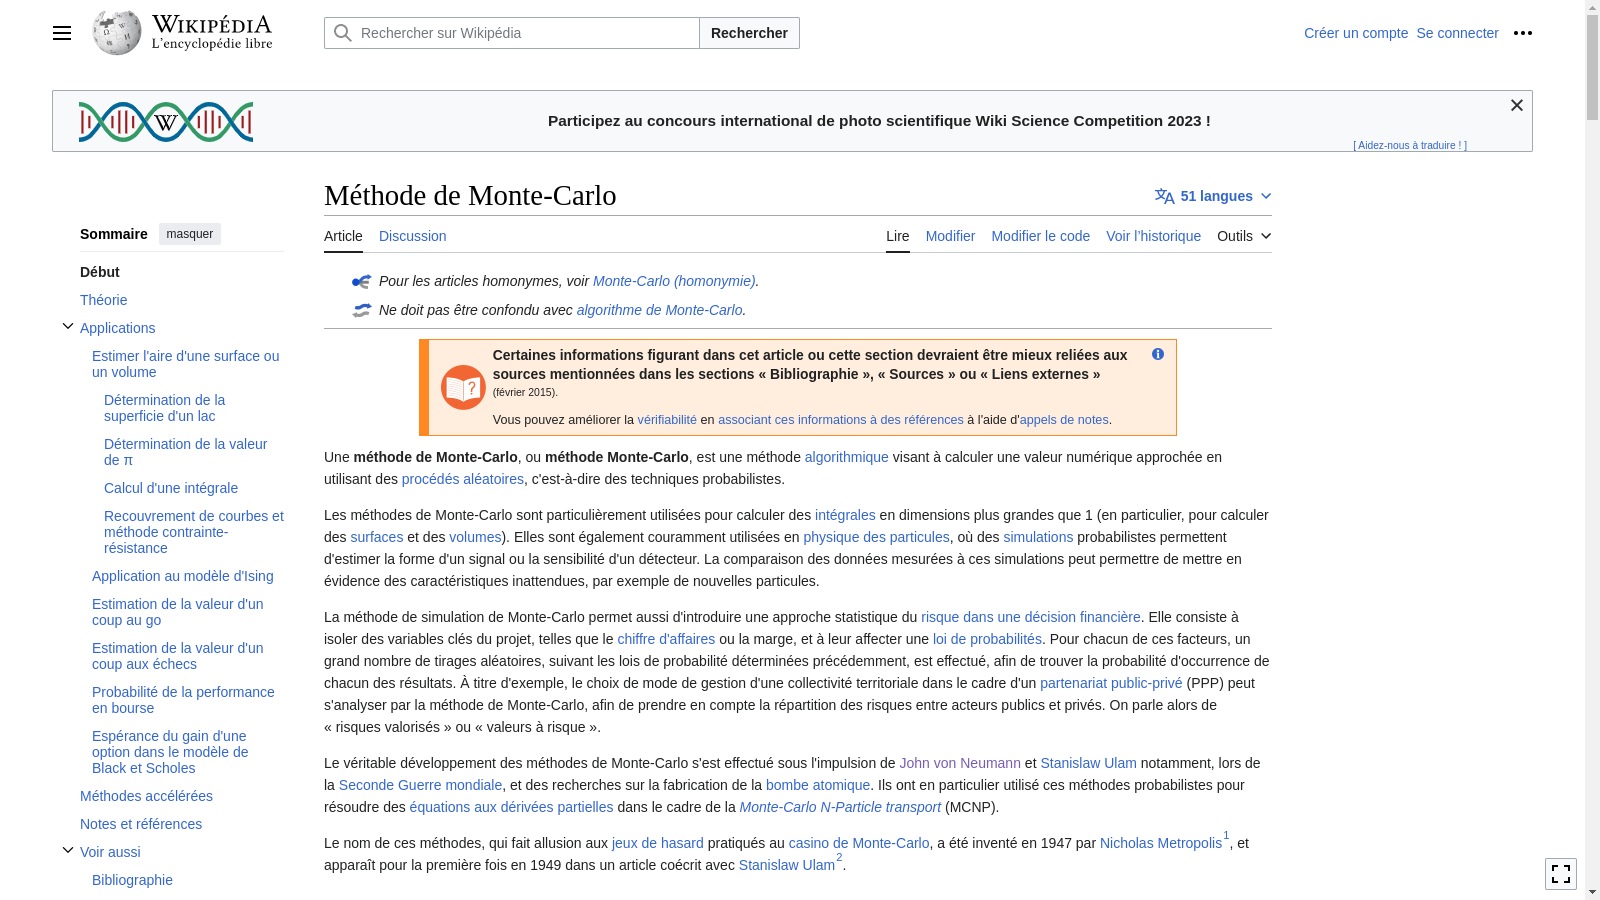 WIKIPÉDIA
L'encyclopédie libre
Rechercher sur Wikipédia
Rechercher
Créer un compte
Se connecter
W
Participez au concours international de photo scientifique Wiki Science Competition 2023 !
[ Aidez-nous à traduire ! ]
Sommaire
masquer
Début
Théorie
Applications
Estimer l'aire d'une surface ou
un volume
Détermination de la
superficie d'un lac
Détermination de la valeur
de π
Calcul d'une intégrale
Recouvrement de courbes et
méthode contrainte-
résistance
Application au modèle d'Ising
Estimation de la valeur d'un
coup au go
Estimation de la valeur d'un
coup aux échecs
Probabilité de la performance
en bourse
Espérance du gain d'une
option dans le modèle de
Black et Scholes
Méthodes accélérées
Notes et références
Voir aussi
Bibliographie
Méthode de Monte-Carlo
51 langues
Article
Discussion
Lire
Modifier
Modifier le code
Voir l'historique
Outils
Pour les articles homonymes, voir Monte-Carlo (homonymie).
Ne doit pas être confondu avec algorithme de Monte-Carlo.
Certaines informations figurant dans cet article ou cette section devraient être mieux reliées aux
sources mentionnées dans les sections « Bibliographie », « Sources » ou « Liens externes »
(février 2015).
Vous pouvez améliorer la vérifiabilité en associant ces informations à des références à l'aide d'appels de notes.
Une méthode de Monte-Carlo, ou méthode Monte-Carlo, est une méthode algorithmique visant à calculer une valeur numérique approchée en
utilisant des procédés aléatoires, c'est-à-dire des techniques probabilistes.
Les méthodes de Monte-Carlo sont particulièrement utilisées pour calculer des intégrales en dimensions plus grandes que 1 (en particulier, pour calculer
des surfaces et des volumes). Elles sont également couramment utilisées en physique des particules, où des simulations probabilistes permettent
d'estimer la forme d'un signal ou la sensibilité d'un détecteur. La comparaison des données mesurées à ces simulations peut permettre de mettre en
évidence des caractéristiques inattendues, par exemple de nouvelles particules.
La méthode de simulation de Monte-Carlo permet aussi d'introduire une approche statistique du risque dans une décision financière. Elle consiste à
isoler des variables clés du projet, telles que le chiffre d'affaires ou la marge, et à leur affecter une loi de probabilités. Pour chacun de ces facteurs, un
grand nombre de tirages aléatoires, suivant les lois de probabilité déterminées précédemment, est effectué, afin de trouver la probabilité d'occurrence de
chacun des résultats. À titre d'exemple, le choix de mode de gestion d'une collectivité territoriale dans le cadre d'un partenariat public-privé (PPP) peut
s'analyser par la méthode de Monte-Carlo, afin de prendre en compte la répartition des risques entre acteurs publics et privés. On parle alors de
« risques valorisés » ou « valeurs à risque ».
Le véritable développement des méthodes de Monte-Carlo s'est effectué sous l'impulsion de John von Neumann et Stanislaw Ulam notamment, lors de
la Seconde Guerre mondiale, et des recherches sur la fabrication de la bombe atomique. Ils ont en particulier utilisé ces méthodes probabilistes pour
résoudre des équations aux dérivées partielles dans le cadre de la Monte-Carlo N-Particle transport (MCNP).
Le nom de ces méthodes, qui fait allusion aux jeux de hasard pratiqués au casino de Monte-Carlo, a été inventé en 1947 par Nicholas Metropolis1, et
apparaît pour la première fois en 1949 dans un article coécrit avec Stanislaw Ulam2.